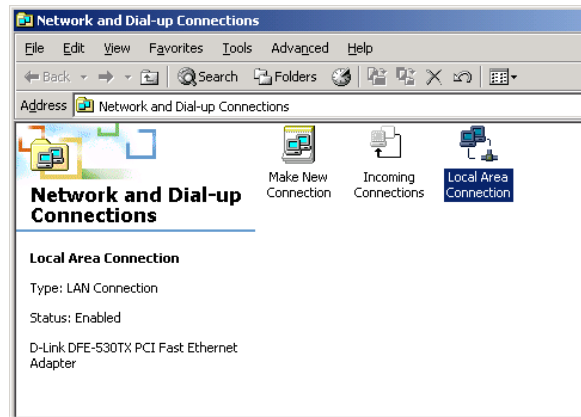 Network and Dial-up Connections
File Edit View Favorites Tools Advanced Help
Back Search Folders
Address Network and Dial-up Connections
Make New Connection
Incoming Connections
Local Area Connection
Network and Dial-up
Connections
Local Area Connection
Type: LAN Connection
Status: Enabled
D-Link DFE-530TX PCI Fast Ethernet
Adapter